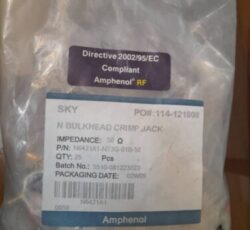 Directive 2002/95/EC
Compliant
Amphenol RF
SKY
PO#: 114-121898
N BULKHEAD CRIMP JACK
IMPEDANCE: 50 Ω
P/N:
QTY: 25 Pcs
Batch No.:
PACKAGING DATE:
N6421A1
Amphenol